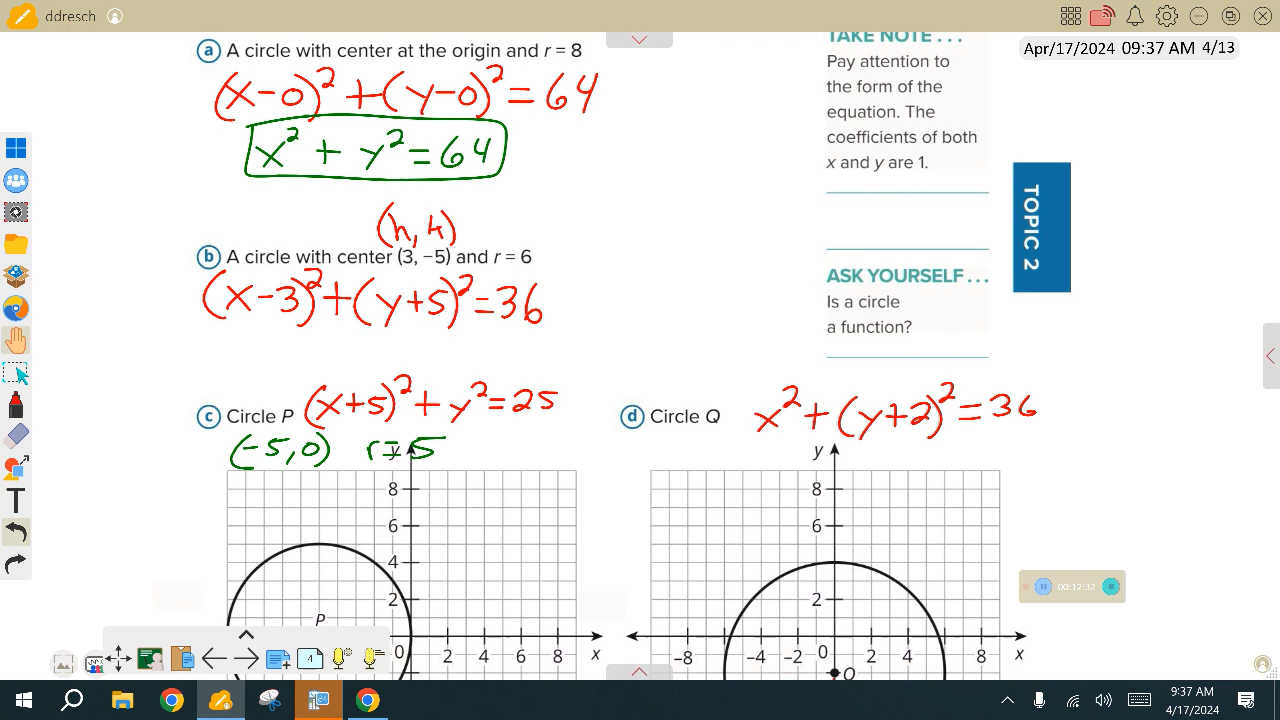 ddresch
Apr/17/2024 09:37 AM 4/13
a A circle with center at the origin and r = 8
(x-0)² + (y-0)² = 64
x² + y² = 64
(h, k)
b A circle with center (3, −5) and r = 6
(x-3)² + (y+5)² = 36
TAKE NOTE . . .
Pay attention to
the form of the
equation. The
coefficients of both
x and y are 1.
ASK YOURSELF . . .
Is a circle
a function?
TOPIC 2
c Circle P (x+5)² + y² = 25
(-5, 0) r = 5
y
8
6
4
2
P
0 2 4 6 8 x
d Circle Q x² + (y+2)² = 36
y
8
6
2
−8 −4 −2 0 2 4 8 x
Q
00:12:32
T
4
9:37 AM
4/17/2024